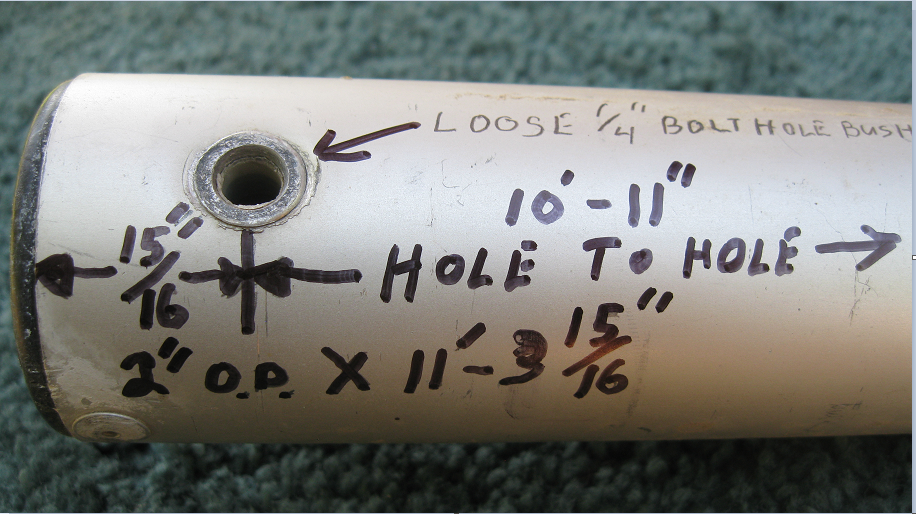 LOOSE 1/4" BOLT HOLE BUSH
10'-11"
15/16" HOLE TO HOLE
2" O.D. X 11'-3 15/16"